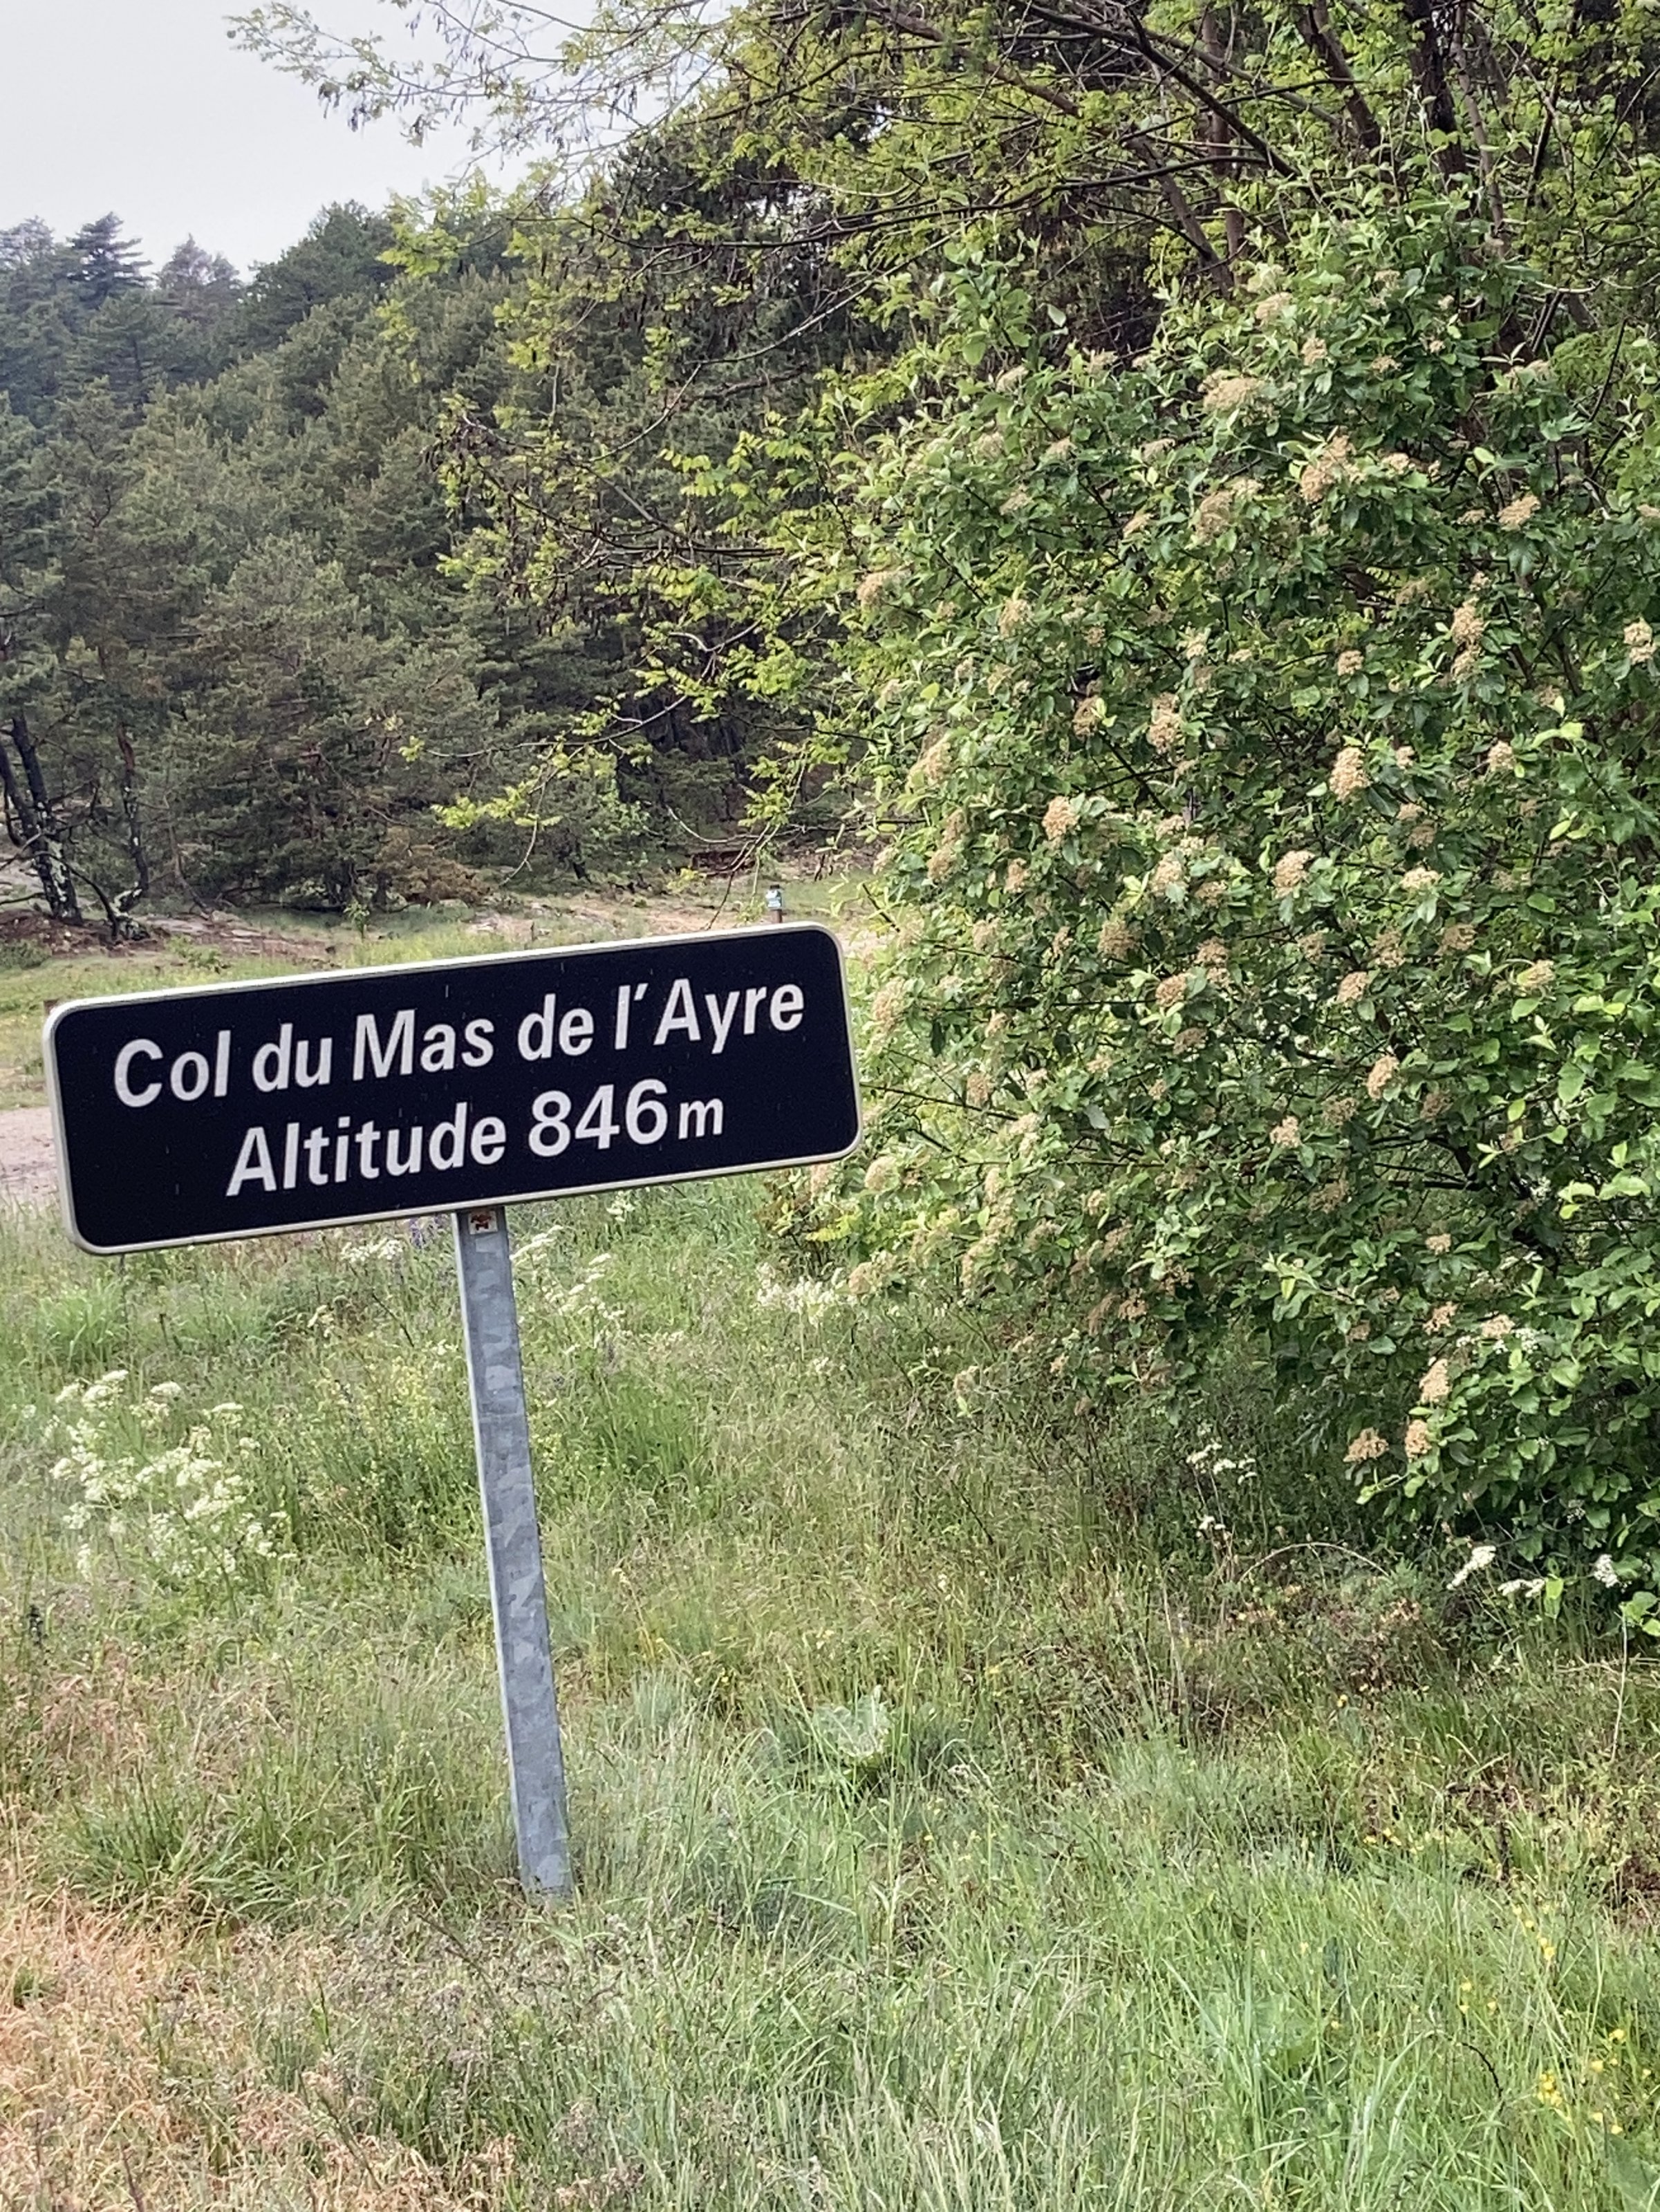 Col du Mas de l'Ayre
Altitude 846m